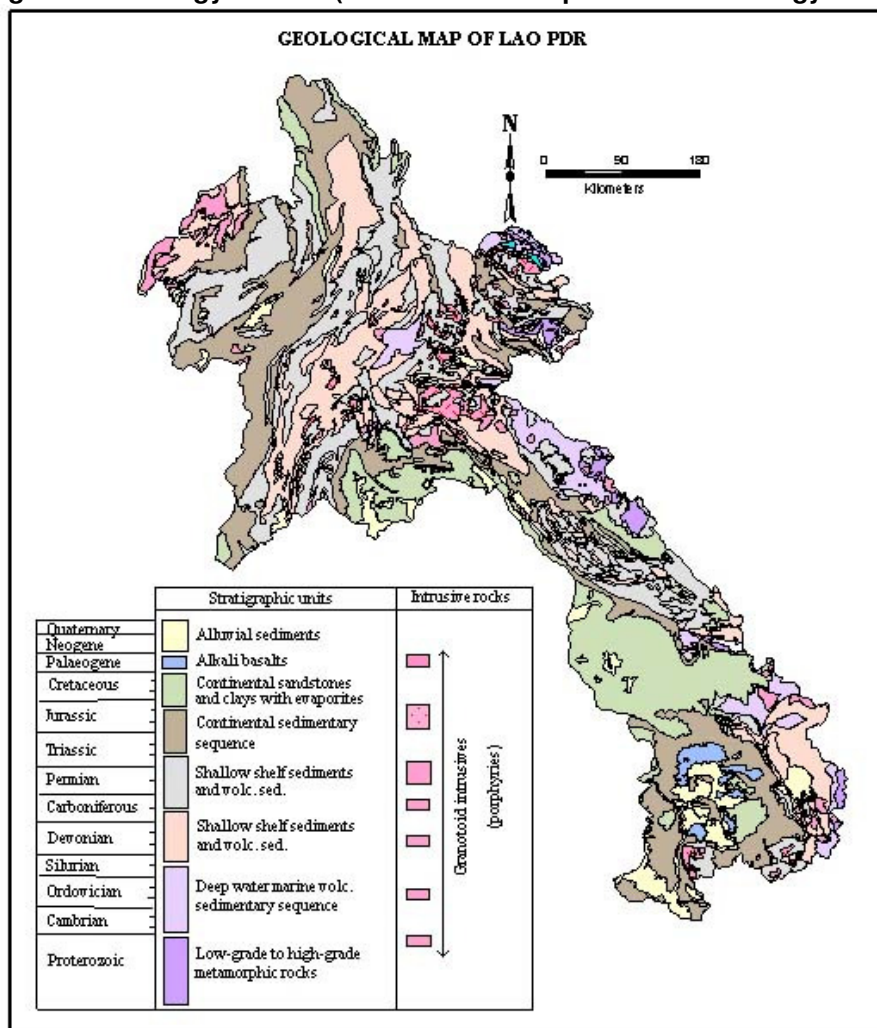 GEOLOGICAL MAP OF LAO PDR
N
0 90 180
Kilometers
Stratigraphic units
Intrusive rocks
Quaternary
Neogene
Palaeogene
Cretaceous
Jurassic
Triassic
Permian
Carboniferous
Devonian
Silurian
Ordovician
Cambrian
Proterozoic
Alluvial sediments
Alkali basalts
Continental sandstones
and clays with evaporites
Continental sedimentary
sequence
Shallow shelf sediments
and volc. sed.
Shallow shelf sediments
and volc. sed.
Deep water marine volc.
sedimentary sequence
Low-grade to high-grade
metamorphic rocks
Granotoid intrusives
(porphyries)